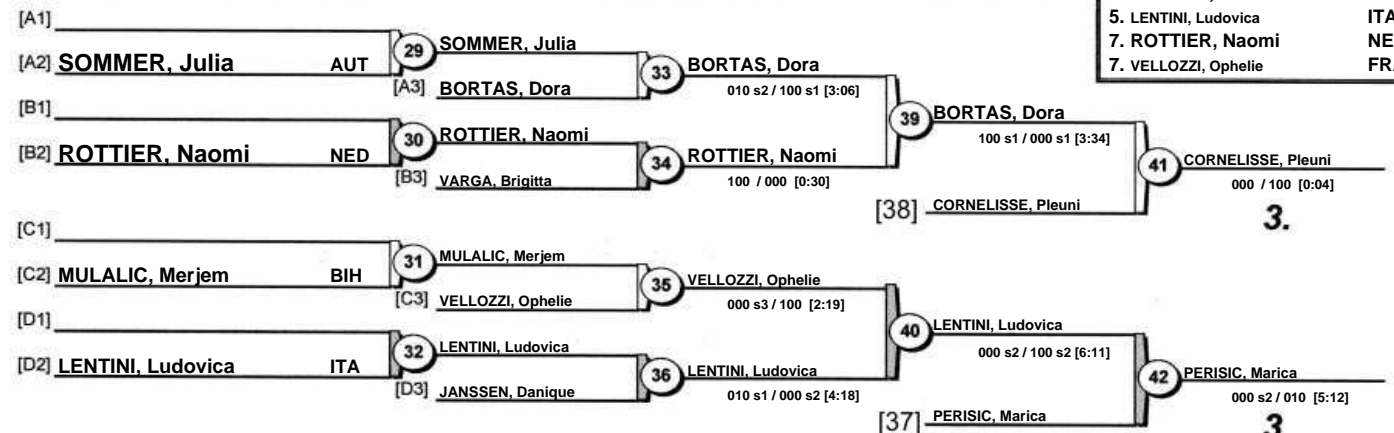 5. LENTINI, Ludovica ITA
7. ROTTIER, Naomi
7. VELLOZZI, Ophelie
[A1]
[A2] SOMMER, Julia AUT
29 SOMMER, Julia
[A3] BORTAS, Dora
33 BORTAS, Dora
010 s2 / 100 s1 [3:06]
[B1]
[B2] ROTTIER, Naomi NED
30 ROTTIER, Naomi
[B3] VARGA, Brigitta
34 ROTTIER, Naomi
100 / 000 [0:30]
39 BORTAS, Dora
100 s1 / 000 s1 [3:34]
[38] CORNELISSE, Pleuni
41 CORNELISSE, Pleuni
000 / 100 [0:04]
3.
[C1]
[C2] MULALIC, Merjem BIH
31 MULALIC, Merjem
[C3] VELLOZZI, Ophelie
35 VELLOZZI, Ophelie
000 s3 / 100 [2:19]
[D1]
[D2] LENTINI, Ludovica ITA
32 LENTINI, Ludovica
[D3] JANSSEN, Danique
36 LENTINI, Ludovica
010 s1 / 000 s2 [4:18]
40 LENTINI, Ludovica
000 s2 / 100 s2 [6:11]
[37] PERISIC, Marica
42 PERISIC, Marica
000 s2 / 010 [5:12]
3